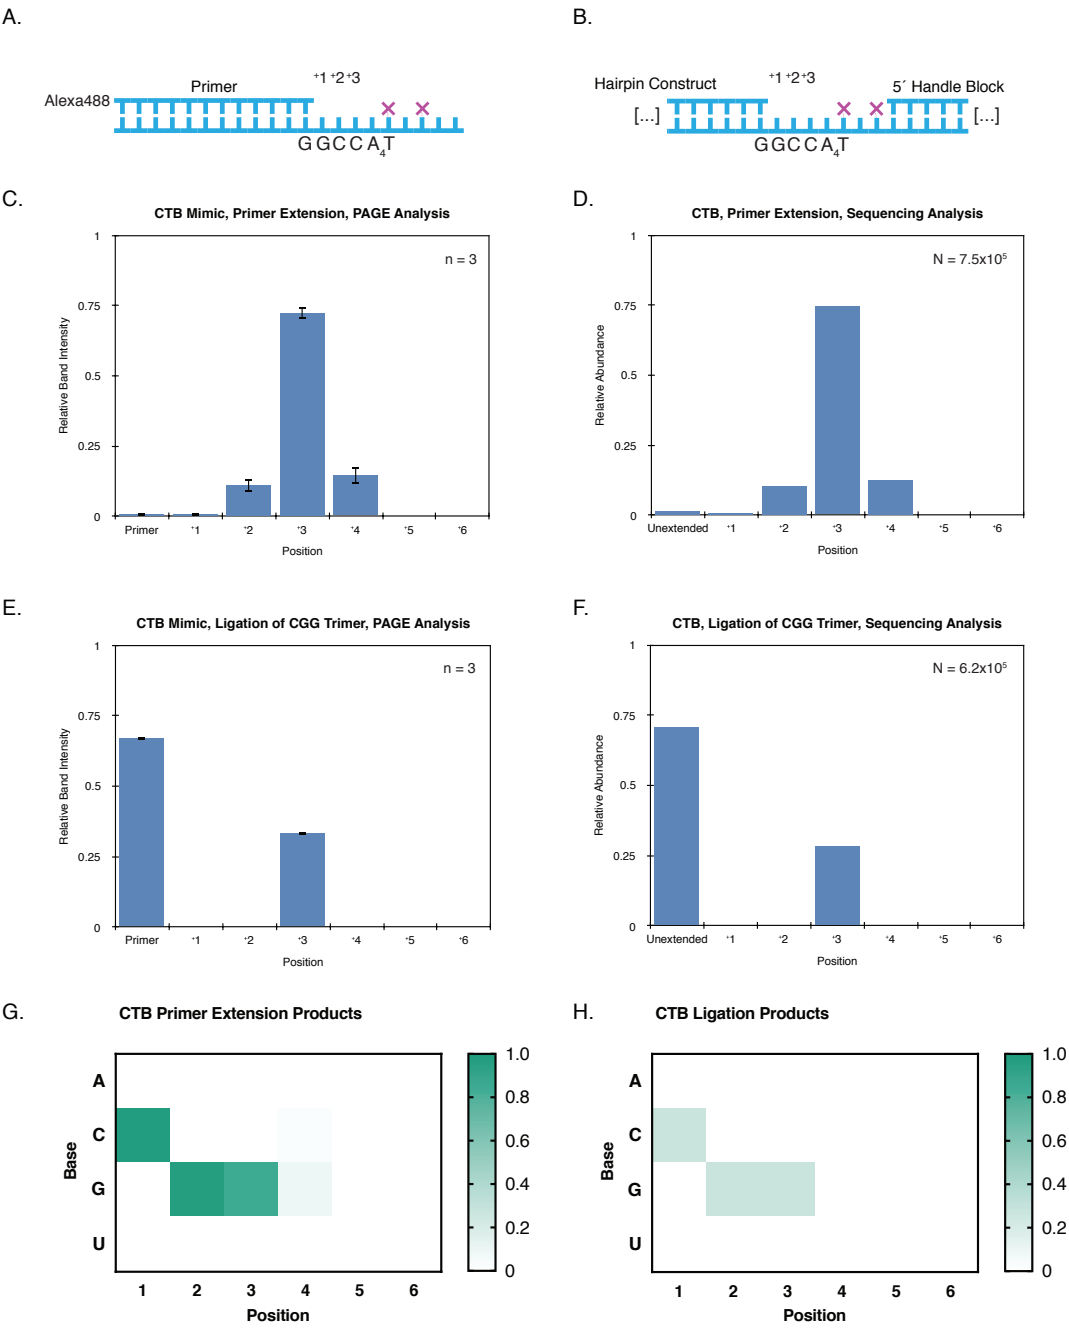 A.
B.
+1 +2 +3
Primer
Alexa488
GGCCA4T
+1 +2 +3
Hairpin Construct
5´ Handle Block
[...]
[...]
GGCCA4T
C.
CTB Mimic, Primer Extension, PAGE Analysis
n = 3
1
0.75
0.5
0.25
0
Relative Band Intensity
Primer +1 +2 +3 +4 +5 +6
Position
D.
CTB, Primer Extension, Sequencing Analysis
N = 7.5x10⁵
1
0.75
0.5
0.25
0
Relative Abundance
Unextended +1 +2 +3 +4 +5 +6
Position
E.
CTB Mimic, Ligation of CGG Trimer, PAGE Analysis
n = 3
1
0.75
0.5
0.25
0
Relative Band Intensity
Primer +1 +2 +3 +4 +5 +6
Position
F.
CTB, Ligation of CGG Trimer, Sequencing Analysis
N = 6.2x10⁵
1
0.75
0.5
0.25
0
Relative Abundance
Unextended +1 +2 +3 +4 +5 +6
Position
G.
CTB Primer Extension Products
A
C
G
U
Base
1 2 3 4 5 6
Position
1.0
0.8
0.6
0.4
0.2
0
H.
CTB Ligation Products
A
C
G
U
Base
1 2 3 4 5 6
Position
1.0
0.8
0.6
0.4
0.2
0